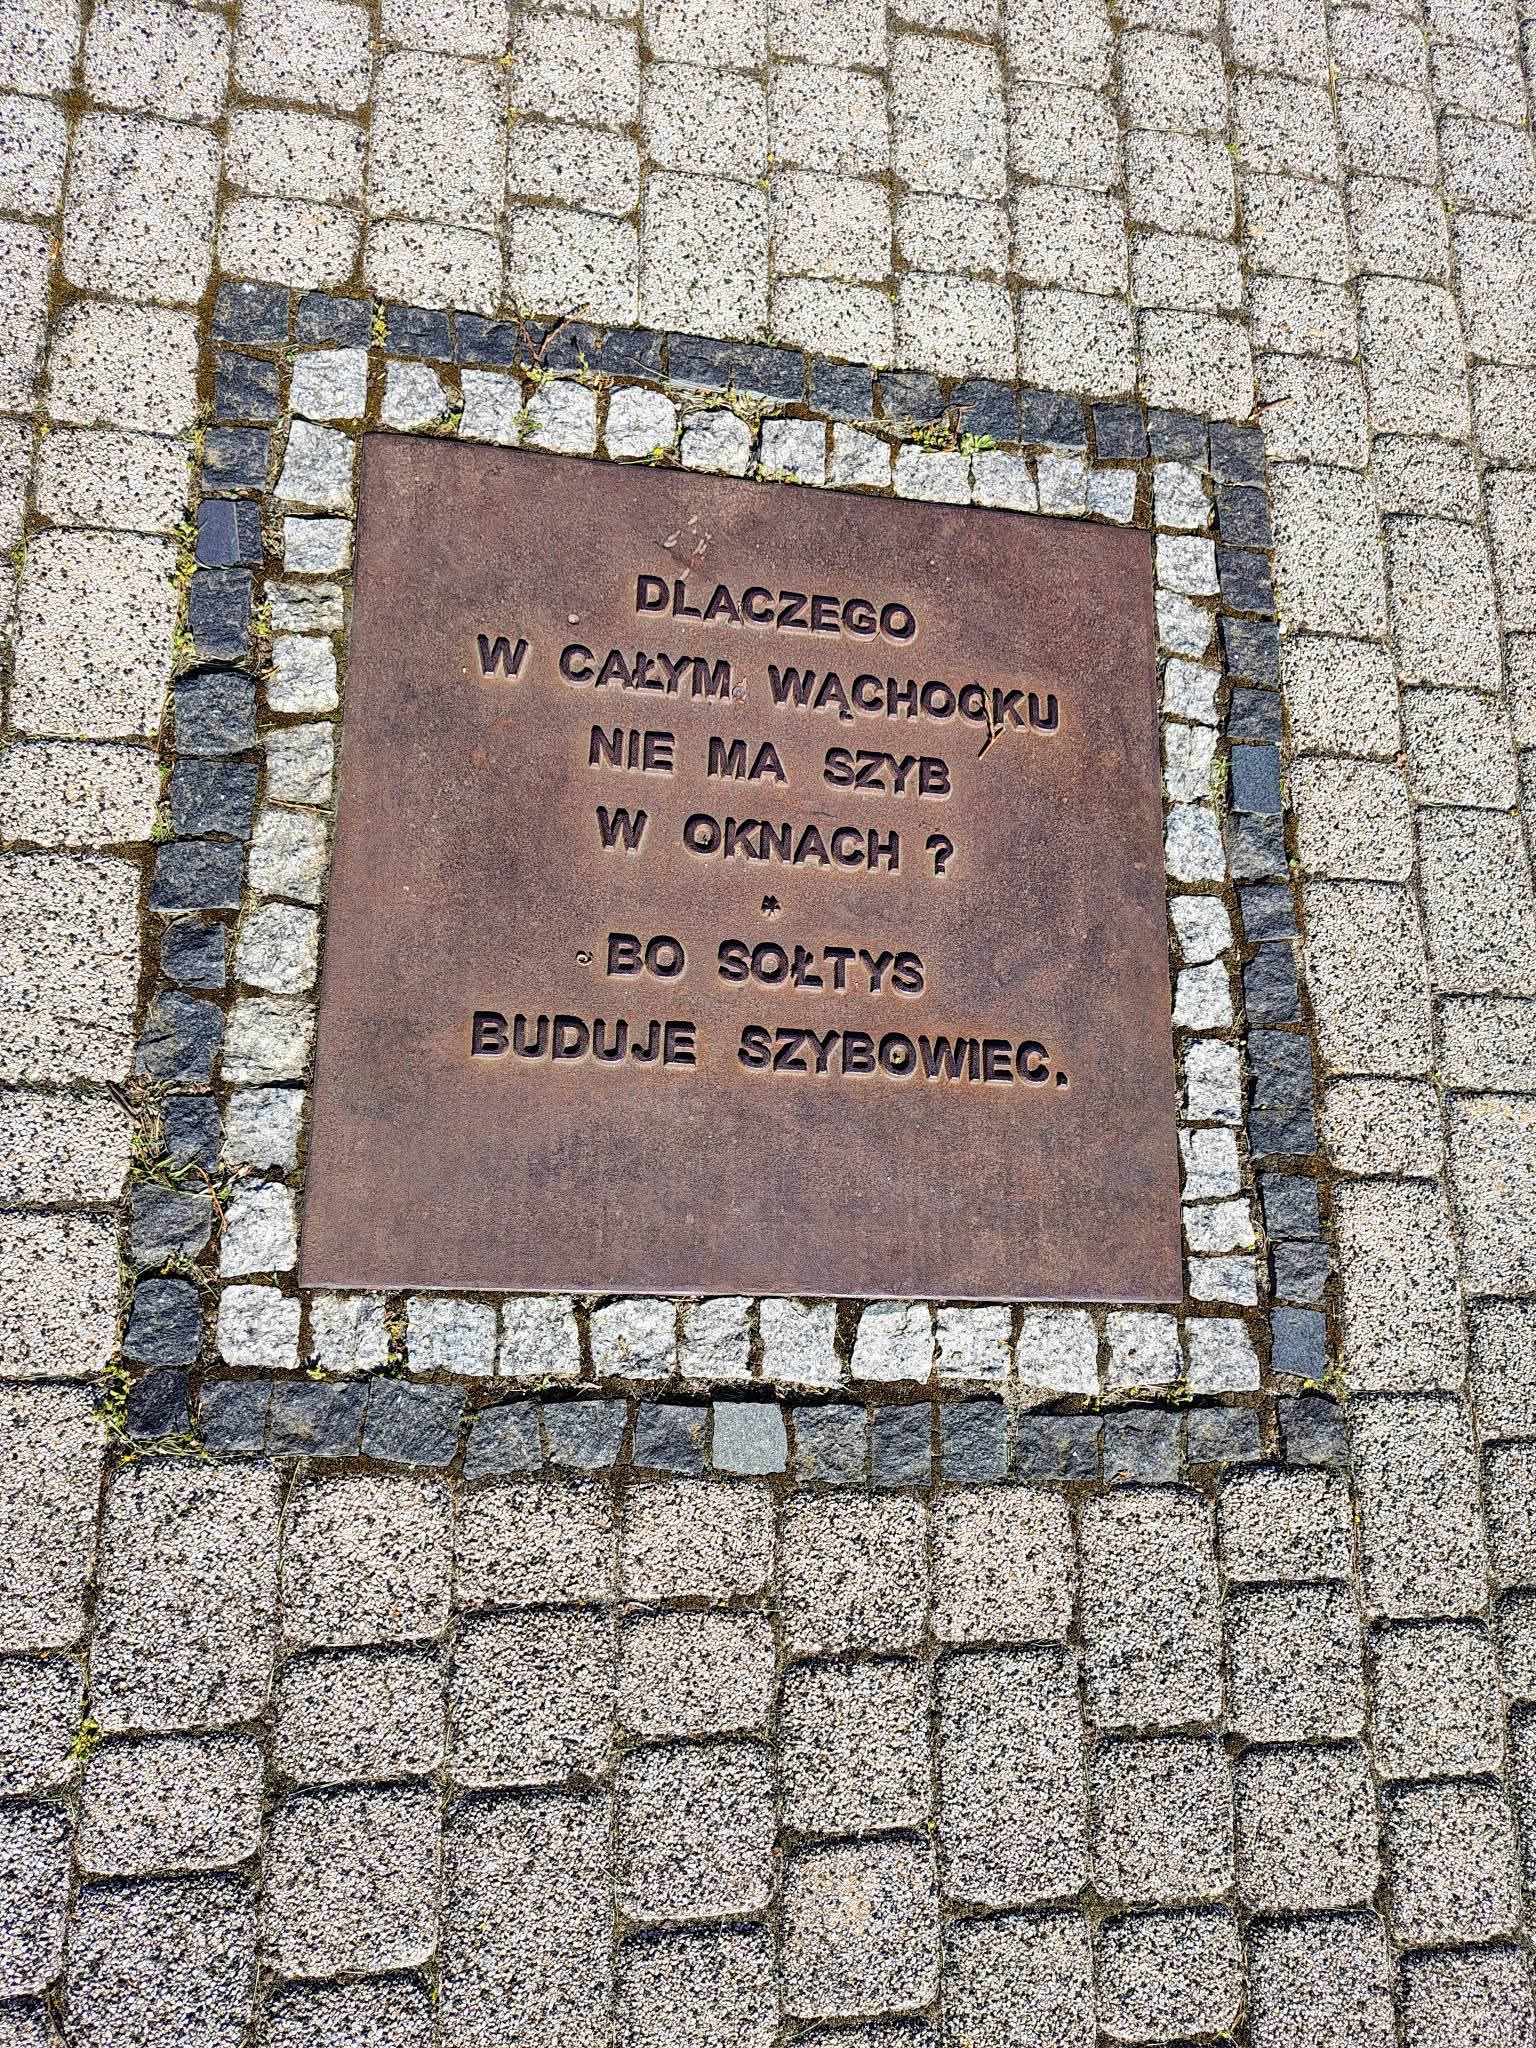 DLACZEGO
W CAŁYM WĄCHOCKU
NIE MA SZYB
W OKNACH ?
*
BO SOŁTYS
BUDUJE SZYBOWIEC.